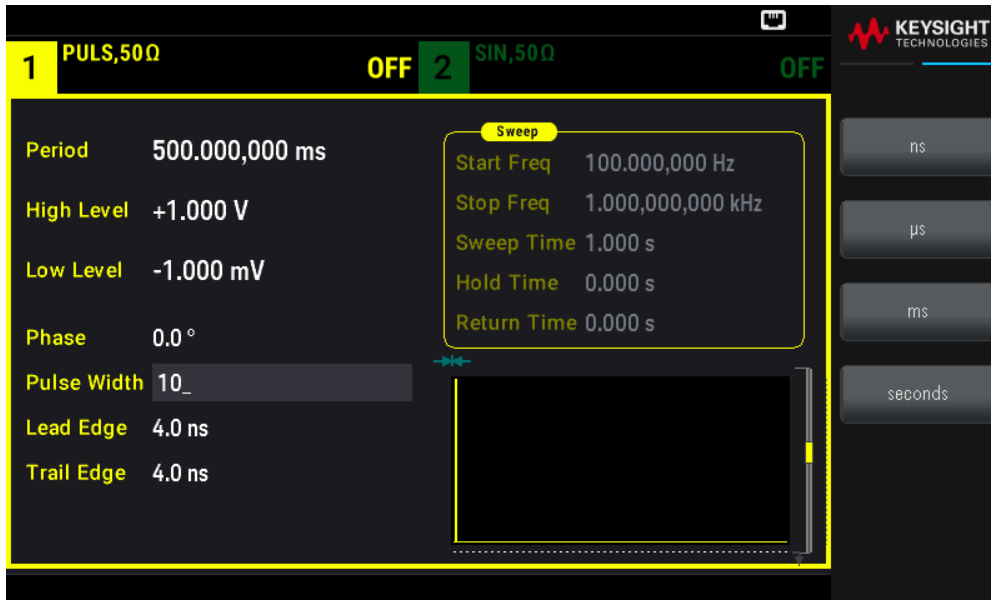 KEYSIGHT
TECHNOLOGIES
1 PULS,50Ω OFF 2 SIN,50Ω OFF
Period 500.000,000 ms
High Level +1.000 V
Low Level -1.000 mV
Phase 0.0 °
Pulse Width 10_
Lead Edge 4.0 ns
Trail Edge 4.0 ns
Sweep
Start Freq 100.000,000 Hz
Stop Freq 1.000,000,000 kHz
Sweep Time 1.000 s
Hold Time 0.000 s
Return Time 0.000 s
ns
µs
ms
seconds